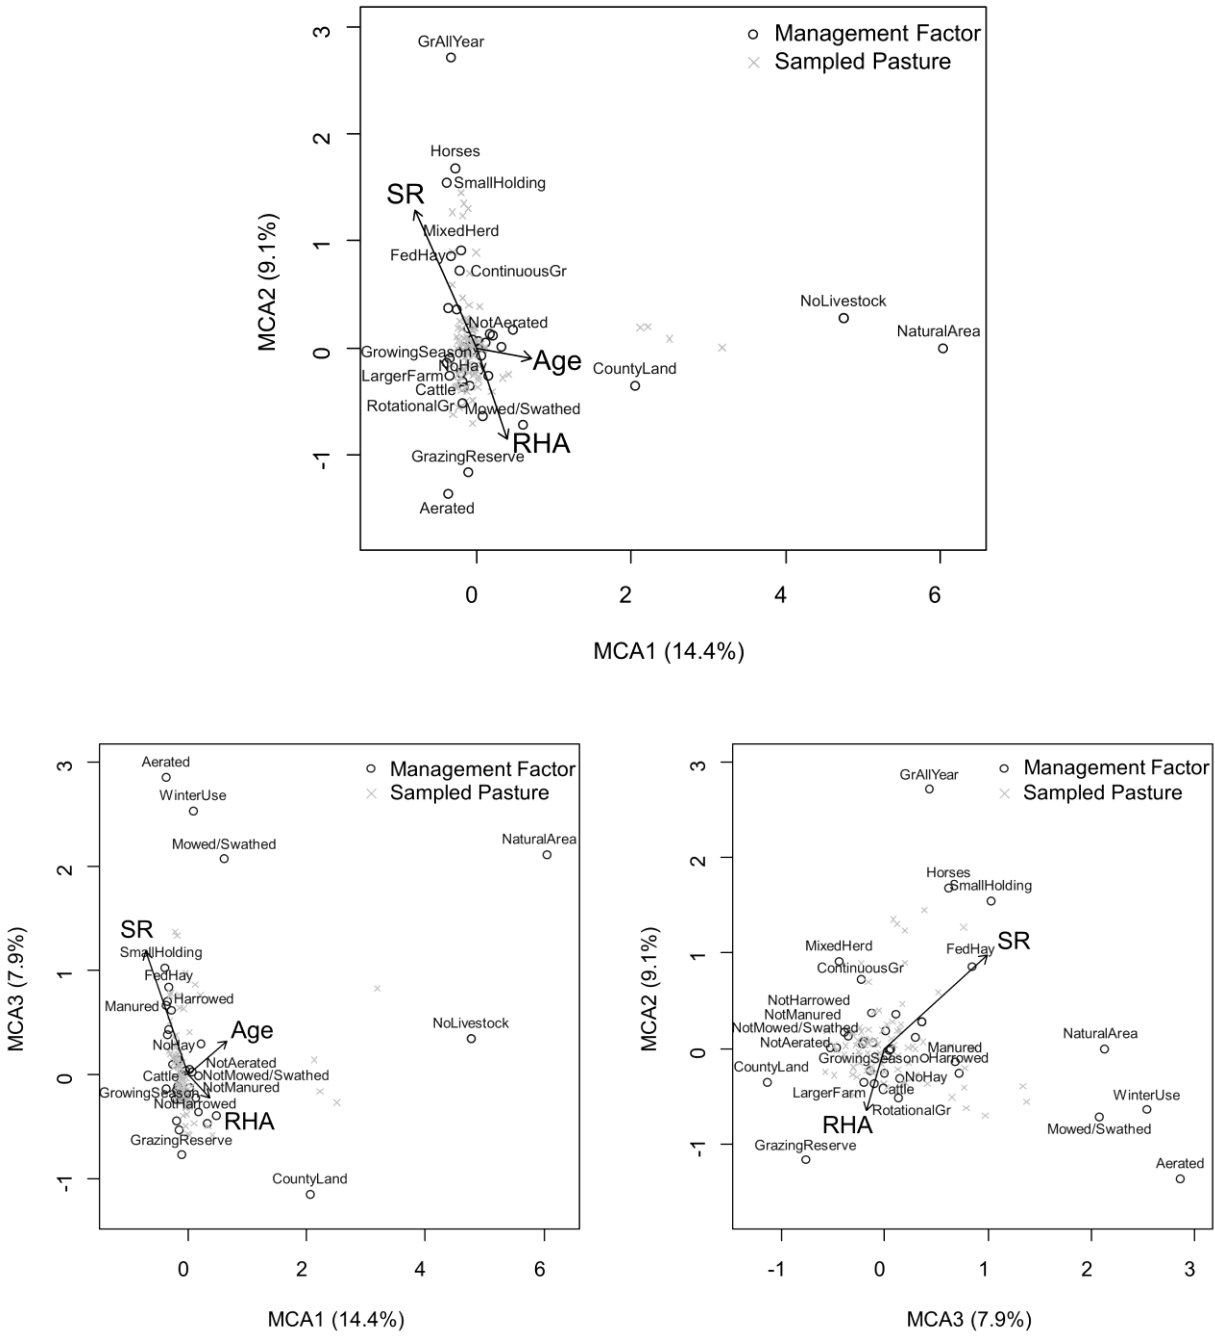 Management Factor
Sampled Pasture
GrAllYear
Horses
SmallHolding
SR
MixedHerd
FedHay
ContinuousGr
NotAerated
GrowingSeason
NoHay
Age
LargerFarm
Cattle
RotationalGr
Mowed/Swathed
RHA
GrazingReserve
Aerated
NoLivestock
NaturalArea
CountyLand
3
2
1
0
-1
MCA2 (9.1%)
0 2 4 6
MCA1 (14.4%)
Management Factor
Sampled Pasture
Aerated
WinterUse
Mowed/Swathed
NaturalArea
SR
SmallHolding
FedHay
Harrowed
Manured
Age
NoLivestock
NoHay
NotAerated
Cattle
NotMowed/Swathed
NotManured
GrowingSeason
NotHarrowed
RHA
GrazingReserve
CountyLand
3
2
1
0
-1
MCA3 (7.9%)
0 2 4 6
MCA1 (14.4%)
Management Factor
Sampled Pasture
GrAllYear
Horses
SmallHolding
SR
MixedHerd
FedHay
ContinuousGr
NotHarrowed
NotManured
NotMowed/Swathed
NotAerated
NaturalArea
Manured
GrowingSeason
Harrowed
CountyLand
NoHay
LargerFarm
Cattle
RotationalGr
WinterUse
RHA
Mowed/Swathed
GrazingReserve
Aerated
3
2
1
0
-1
MCA2 (9.1%)
-1 0 1 2 3
MCA3 (7.9%)